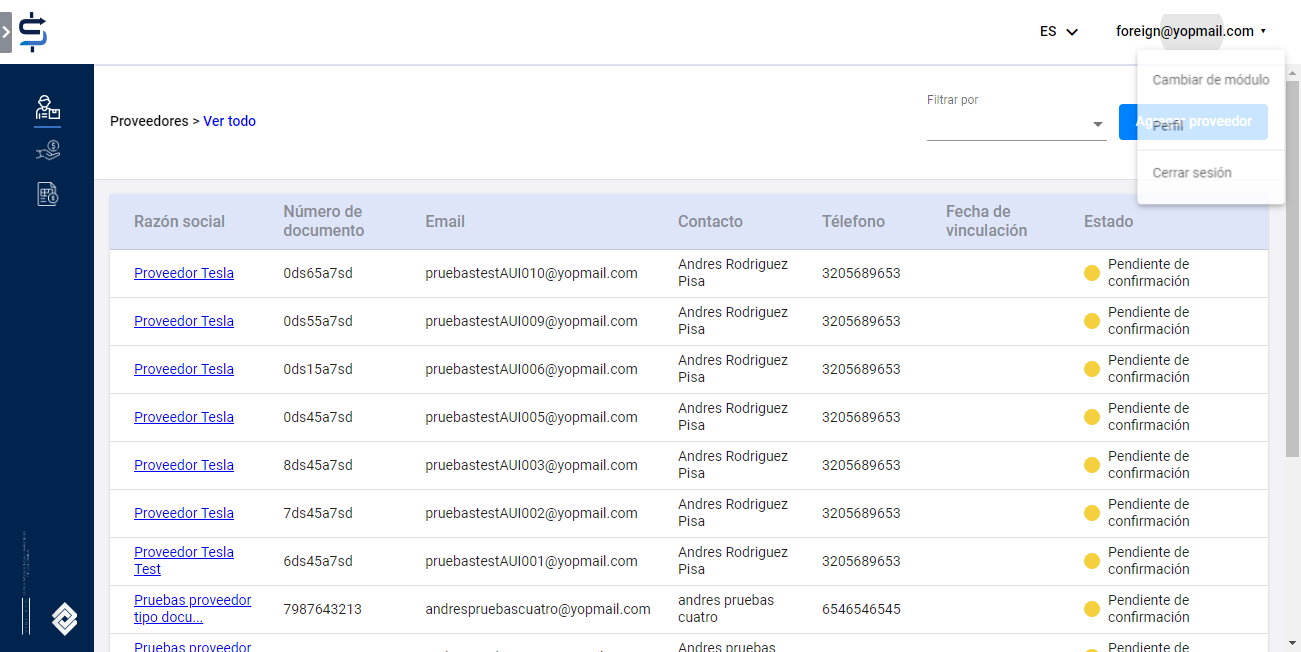 ES
foreign@yopmail.com
Cambiar de módulo
Perfil
Cerrar sesión
Proveedores > Ver todo
Filtrar por
Agregar proveedor
Razón social
Número de
documento
Email
Contacto
Télefono
Fecha de
vinculación
Estado
Proveedor Tesla
0ds65a7sd
pruebastestAUI010@yopmail.com
Andres Rodriguez
Pisa
3205689653
Pendiente de
confirmación
Proveedor Tesla
0ds55a7sd
pruebastestAUI009@yopmail.com
Andres Rodriguez
Pisa
3205689653
Pendiente de
confirmación
Proveedor Tesla
0ds15a7sd
pruebastestAUI006@yopmail.com
Andres Rodriguez
Pisa
3205689653
Pendiente de
confirmación
Proveedor Tesla
0ds45a7sd
pruebastestAUI005@yopmail.com
Andres Rodriguez
Pisa
3205689653
Pendiente de
confirmación
Proveedor Tesla
8ds45a7sd
pruebastestAUI003@yopmail.com
Andres Rodriguez
Pisa
3205689653
Pendiente de
confirmación
Proveedor Tesla
7ds45a7sd
pruebastestAUI002@yopmail.com
Andres Rodriguez
Pisa
3205689653
Pendiente de
confirmación
Proveedor Tesla
Test
6ds45a7sd
pruebastestAUI001@yopmail.com
Andres Rodriguez
Pisa
3205689653
Pendiente de
confirmación
Pruebas proveedor
tipo docu...
7987643213
andrespruebascuatro@yopmail.com
andres pruebas
cuatro
6546546545
Pendiente de
confirmación
Pruebas proveedor
Andres pruebas
Pendiente de